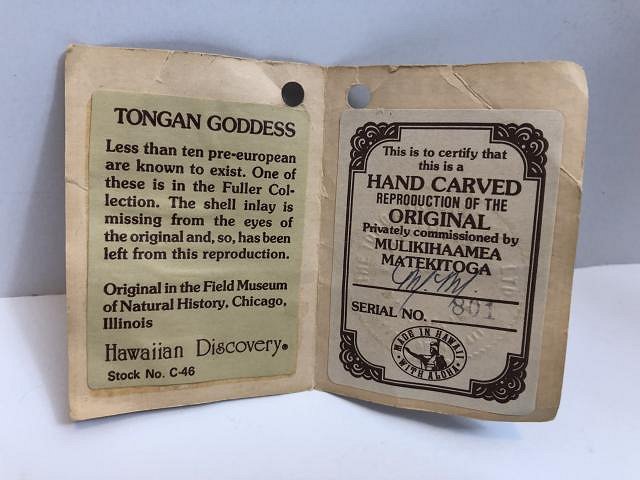 TONGAN GODDESS
Less than ten pre-european
are known to exist. One of
these is in the Fuller Col-
lection. The shell inlay is
missing from the eyes of
the original and, so, has been
left from this reproduction.
Original in the Field Museum
of Natural History, Chicago,
Illinois
Hawaiian Discovery®
Stock No. C-46
This is to certify that
this is a
HAND CARVED
REPRODUCTION OF THE
ORIGINAL
Privately commissioned by
MULIKIHAAMEA
MATEKITOGA
SERIAL NO. 801
MADE IN HAWAII
WITH ALOHA